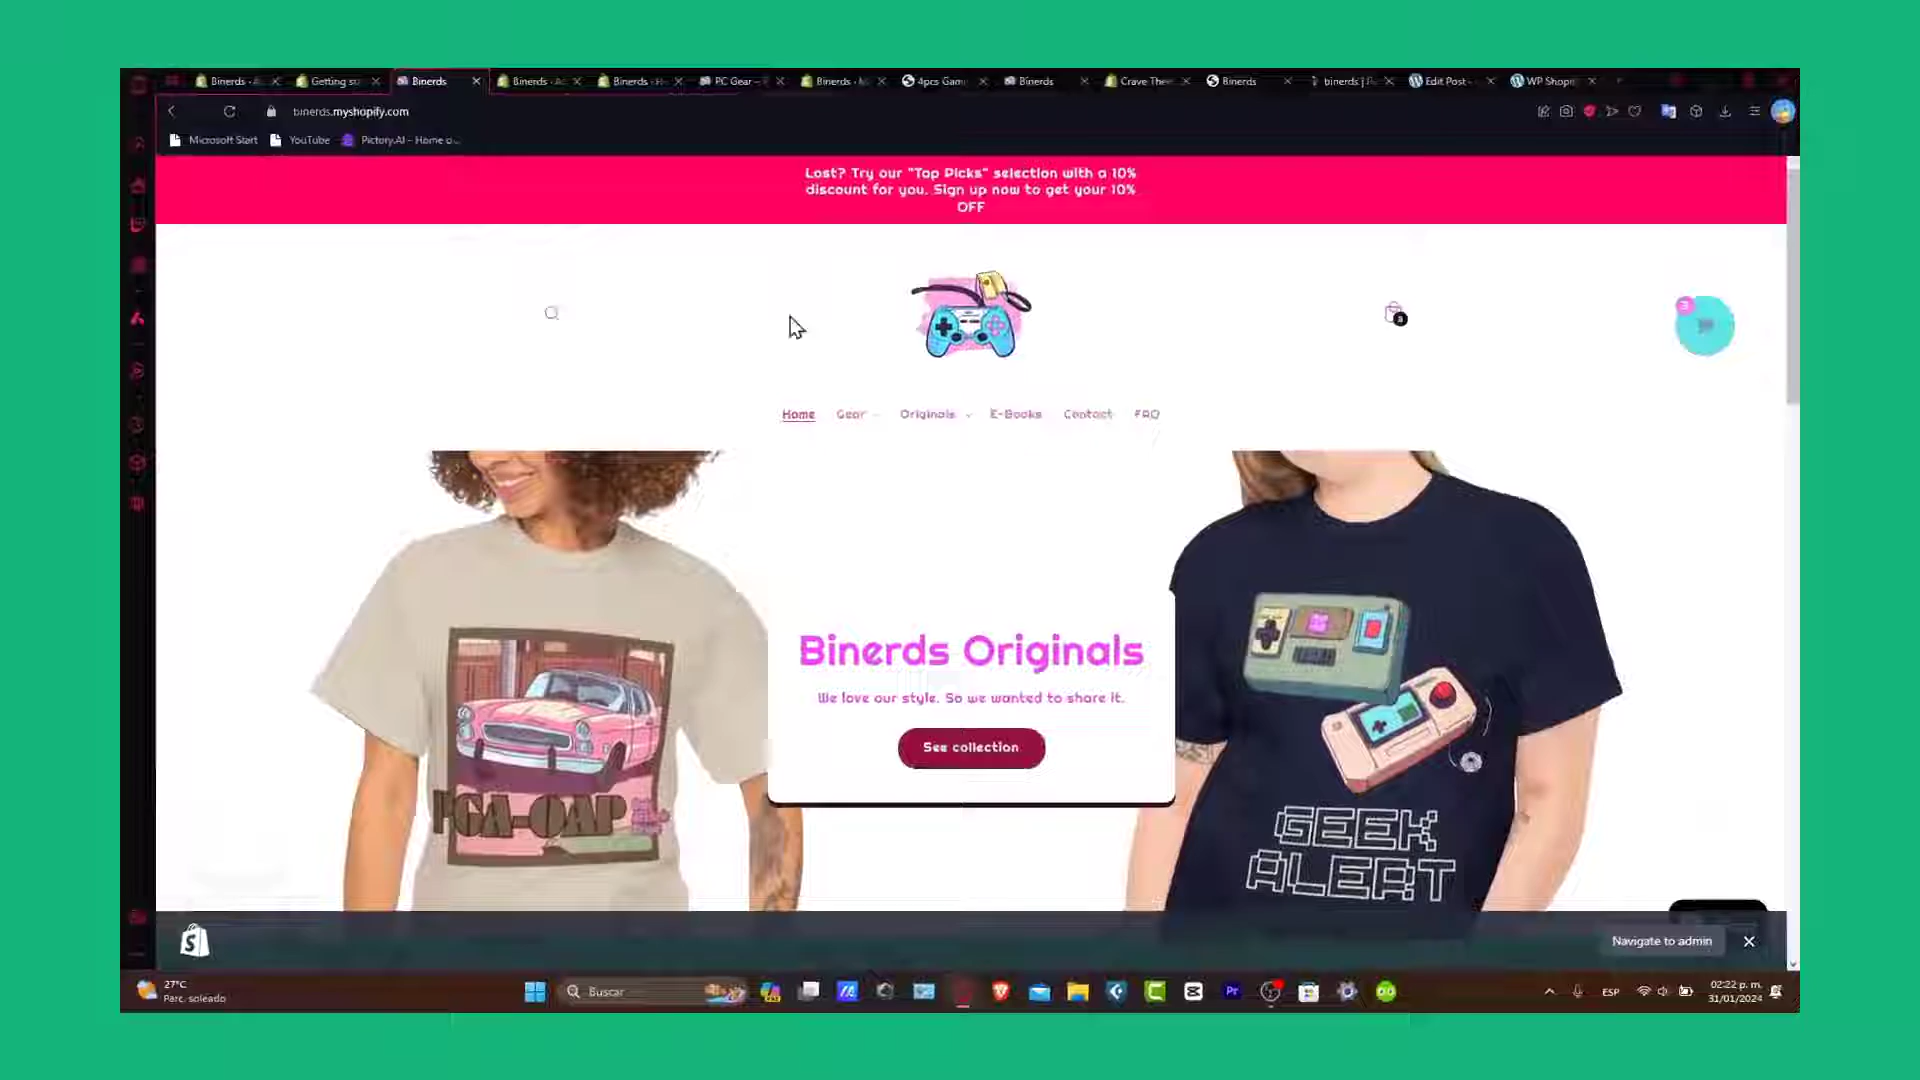 Binerds
Getting
Binerds
Binerds
Binerds
PC Gear
Binerds
4pcs Gam
Binerds
Crave The
Binerds
binerds
Edit Post
WP Shop
binerds.myshopify.com
Microsoft Start
YouTube
Pictory.AI - Home
Lost? Try our "Top Picks" selection with a 10%
discount for you. Sign up now to get your 10%
OFF
3
Home
Gear
Originals
E-Books
Contact
FAQ
Binerds Originals
We love our style. So we wanted to share it.
See collection
GEEK
ALERT
Navigate to admin
27°C
Parc. soleado
Buscar
Pr
ESP
02:22 p. m.
31/01/2024